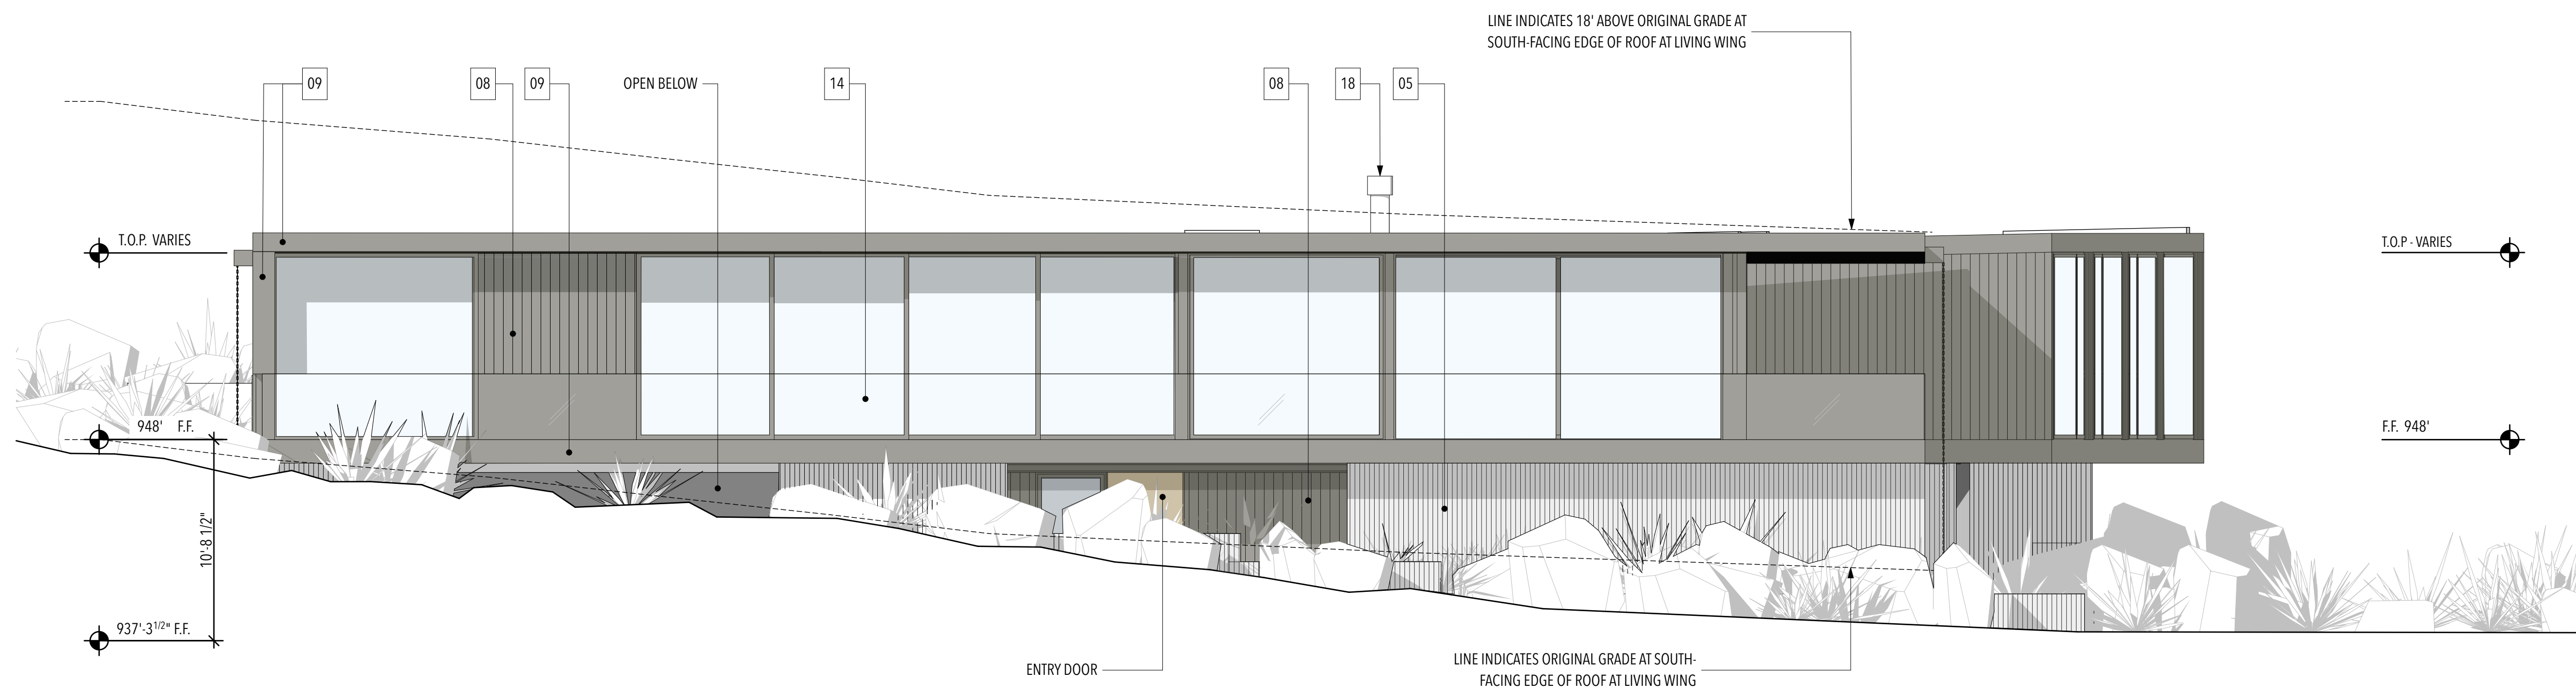 LINE INDICATES 18' ABOVE ORIGINAL GRADE AT
SOUTH-FACING EDGE OF ROOF AT LIVING WING
09
08
09
OPEN BELOW
14
08
18
05
T.O.P. VARIES
T.O.P - VARIES
948' F.F.
F.F. 948'
10'-8 1/2"
937'-3 1/2" F.F.
ENTRY DOOR
LINE INDICATES ORIGINAL GRADE AT SOUTH-
FACING EDGE OF ROOF AT LIVING WING